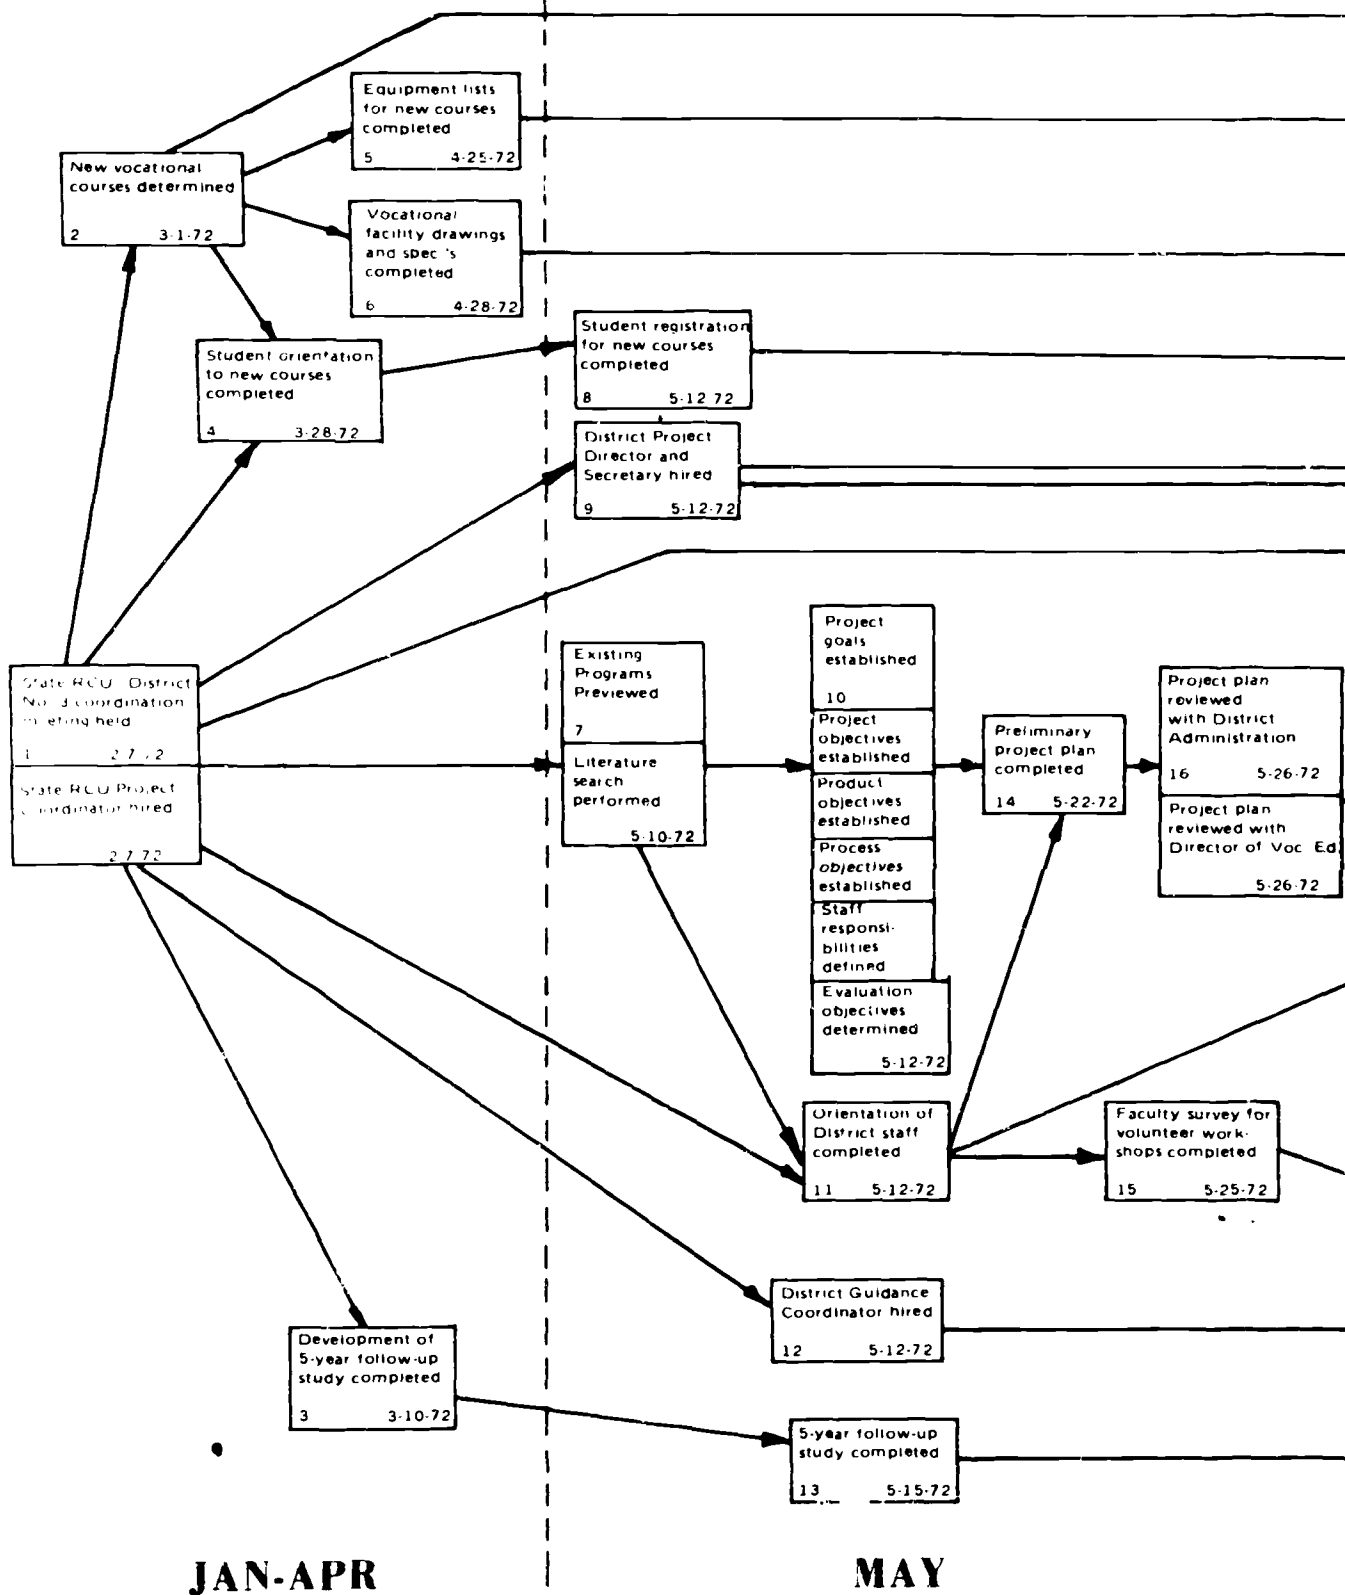 Equipment lists
for new courses
completed
5 4-25-72
New vocational
courses determined
2 3-1-72
Vocational
facility drawings
and spec 's
completed
6 4-28-72
Student orientation
to new courses
completed
4 3-28-72
Student registration
for new courses
completed
8 5-12 72
District Project
Director and
Secretary hired
9 5-12-72
State RCU District
No. 3 coordination
meeting held
1 2 7 72
State RCU Project
Coordinator hired
2 7 72
Existing
Programs
Previewed
7
Literature
search
performed
5-10-72
Project
goals
established
10
Project
objectives
established
Product
objectives
established
Process
objectives
established
Staff
responsi-
bilities
defined
Evaluation
objectives
determined
5-12-72
Preliminary
project plan
completed
14 5-22-72
Project plan
reviewed
with District
Administration
16 5-26-72
Project plan
reviewed with
Director of Voc Ed
5-26-72
Orientation of
District staff
completed
11 5-12-72
Faculty survey for
volunteer work-
shops completed
15 5-25-72
District Guidance
Coordinator hired
12 5-12-72
Development of
5-year follow-up
study completed
3 3-10-72
5-year follow-up
study completed
13 5-15-72
JAN-APR
MAY